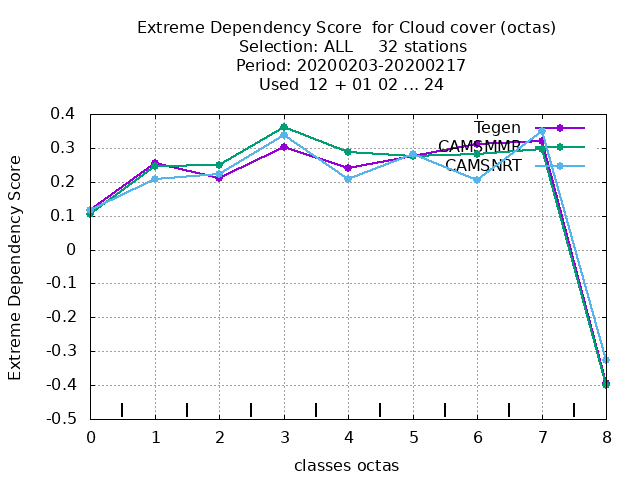 Extreme Dependency Score  for Cloud cover (octas)
Selection: ALL     32 stations
Period: 20200203-20200217
Used  12 + 01 02 ... 24
Extreme Dependency Score
0.4
0.3
0.2
0.1
0
-0.1
-0.2
-0.3
-0.4
-0.5
Tegen
CAMSMMR
CAMSNRT
0 1 2 3 4 5 6 7 8
classes octas